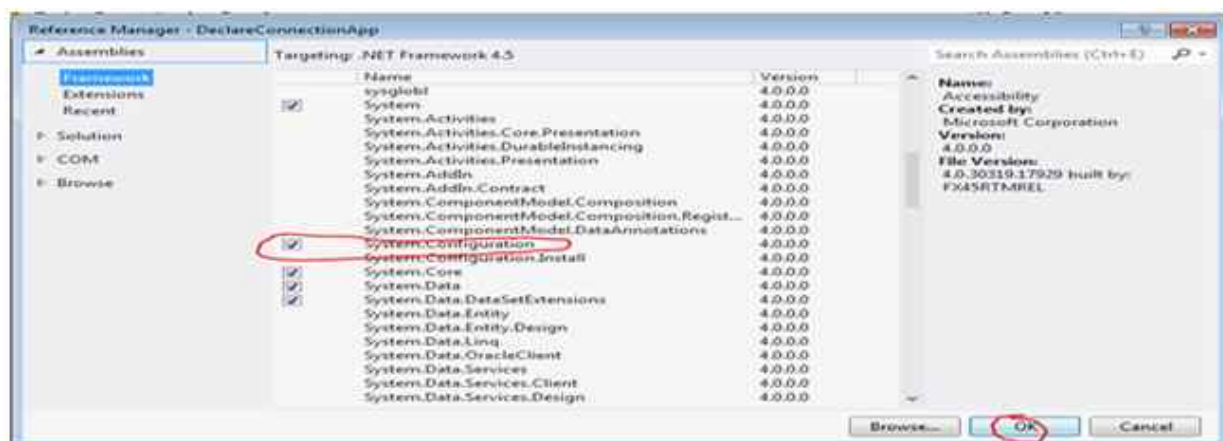 Reference Manager - DeclareConnectionApp
Assemblies
Framework
Extensions
Recent
Solution
COM
Browse
Targeting: .NET Framework 4.5
Search Assemblies (Ctrl+E)
Name Version
sysglobl 4.0.0.0
System 4.0.0.0
System.Activities 4.0.0.0
System.Activities.Core.Presentation 4.0.0.0
System.Activities.DurableInstancing 4.0.0.0
System.Activities.Presentation 4.0.0.0
System.AddIn 4.0.0.0
System.AddIn.Contract 4.0.0.0
System.ComponentModel.Composition 4.0.0.0
System.ComponentModel.Composition.Regist... 4.0.0.0
System.ComponentModel.DataAnnotations 4.0.0.0
System.Configuration 4.0.0.0
System.Configuration.Install 4.0.0.0
System.Core 4.0.0.0
System.Data 4.0.0.0
System.Data.DataSetExtensions 4.0.0.0
System.Data.Entity 4.0.0.0
System.Data.Entity.Design 4.0.0.0
System.Data.Linq 4.0.0.0
System.Data.OracleClient 4.0.0.0
System.Data.Services 4.0.0.0
System.Data.Services.Client 4.0.0.0
System.Data.Services.Design 4.0.0.0
Name:
Accessibility
Created by:
Microsoft Corporation
Version:
4.0.0.0
File Version:
4.0.30319.17929 built by:
FX45RTMREL
Browse... OK Cancel